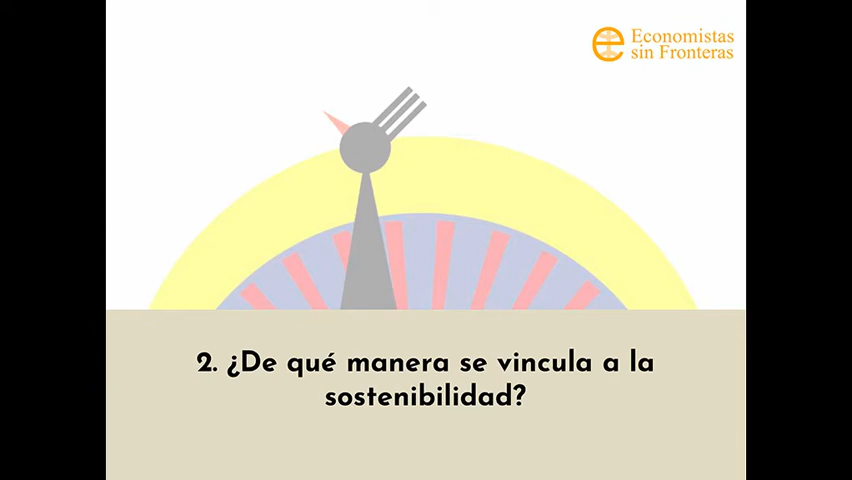 Economistas
sin Fronteras
2. ¿De qué manera se vincula a la
sostenibilidad?